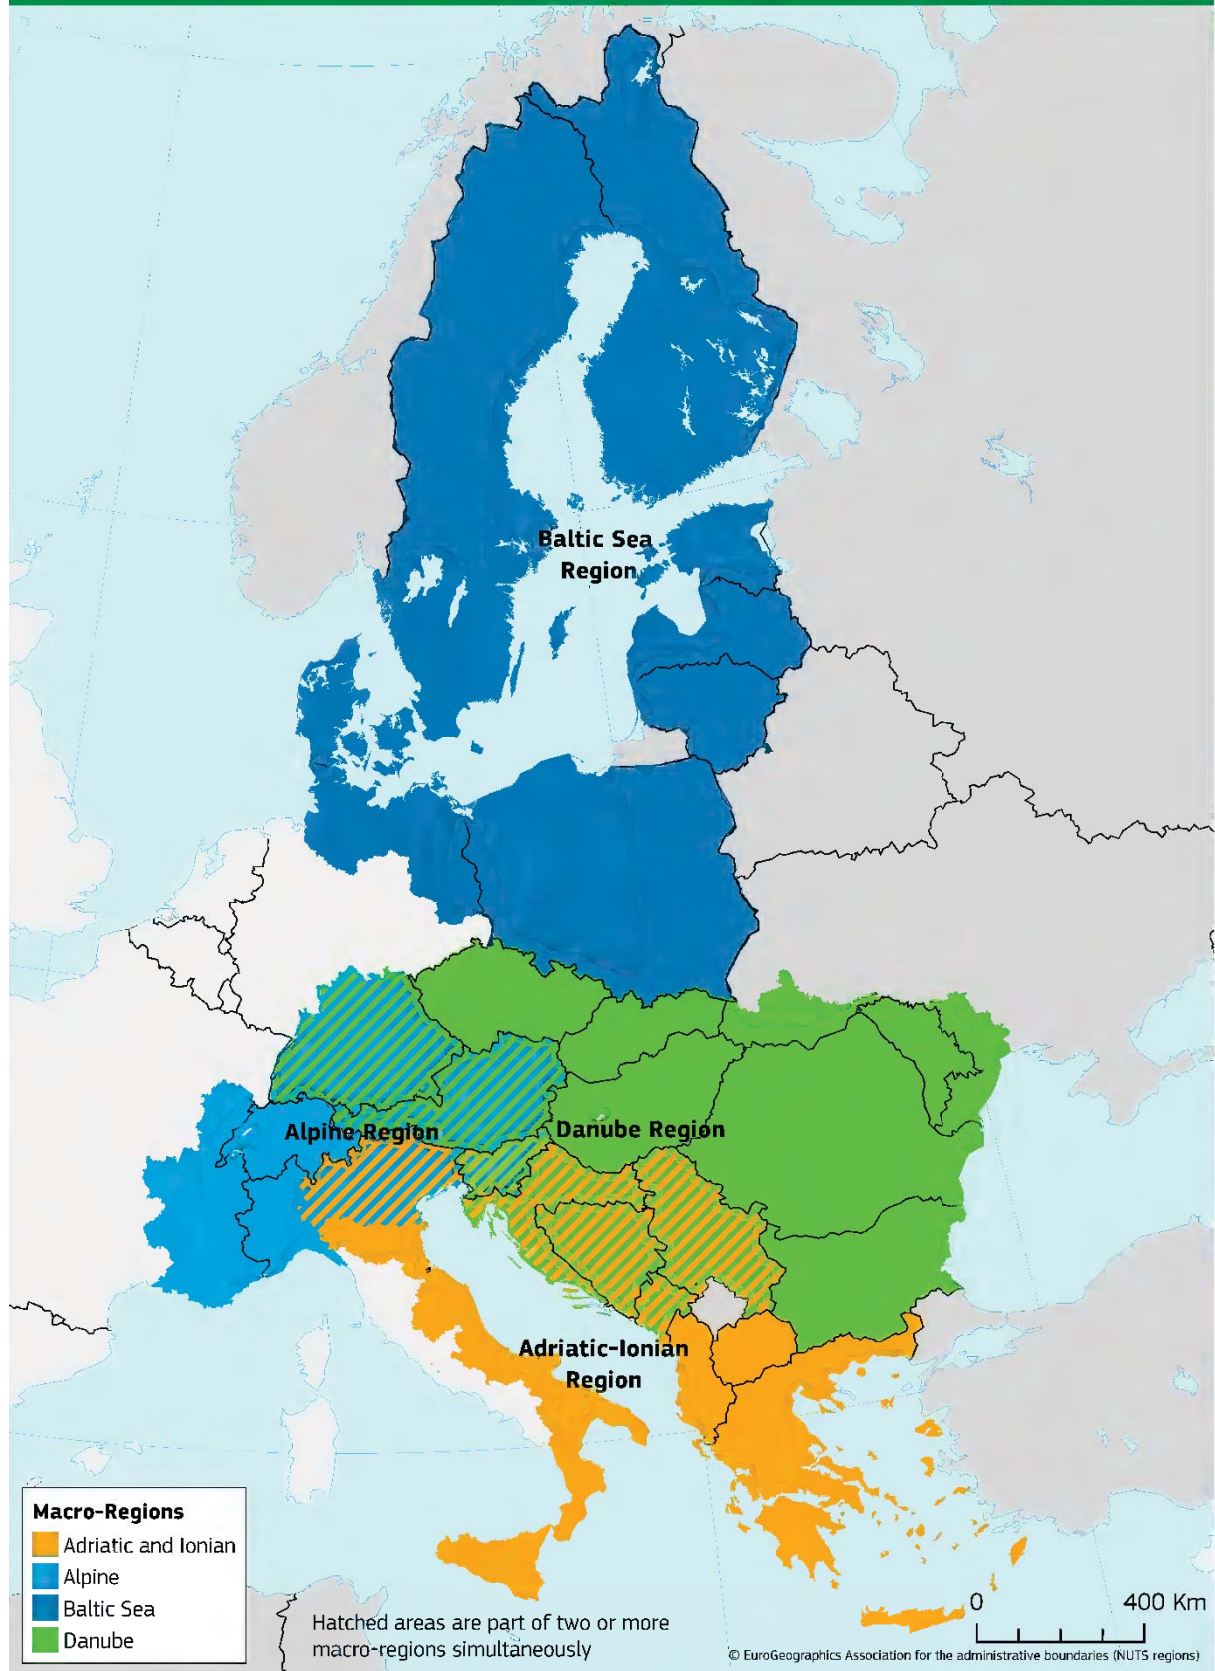 Baltic Sea
Region
Alpine Region
Danube Region
Adriatic-Ionian
Region
Macro-Regions
Adriatic and Ionian
Alpine
Baltic Sea
Danube
Hatched areas are part of two or more
macro-regions simultaneously
0 400 Km
© EuroGeographics Association for the administrative boundaries (NUTS regions)